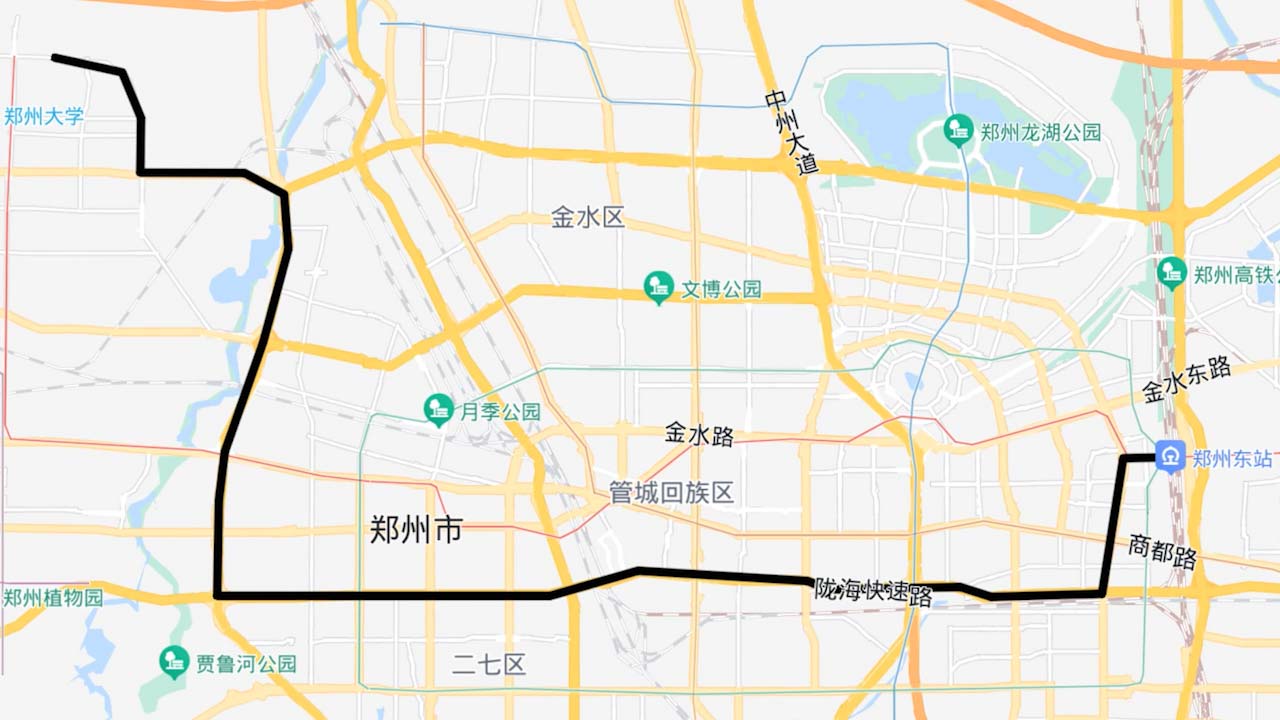 中州大道
郑州大学
郑州龙湖公园
金水区
郑州高铁公
文博公园
金水东路
月季公园
金水路
郑州东站
管城回族区
郑州市
商都路
陇海快速路
郑州植物园
二七区
贾鲁河公园